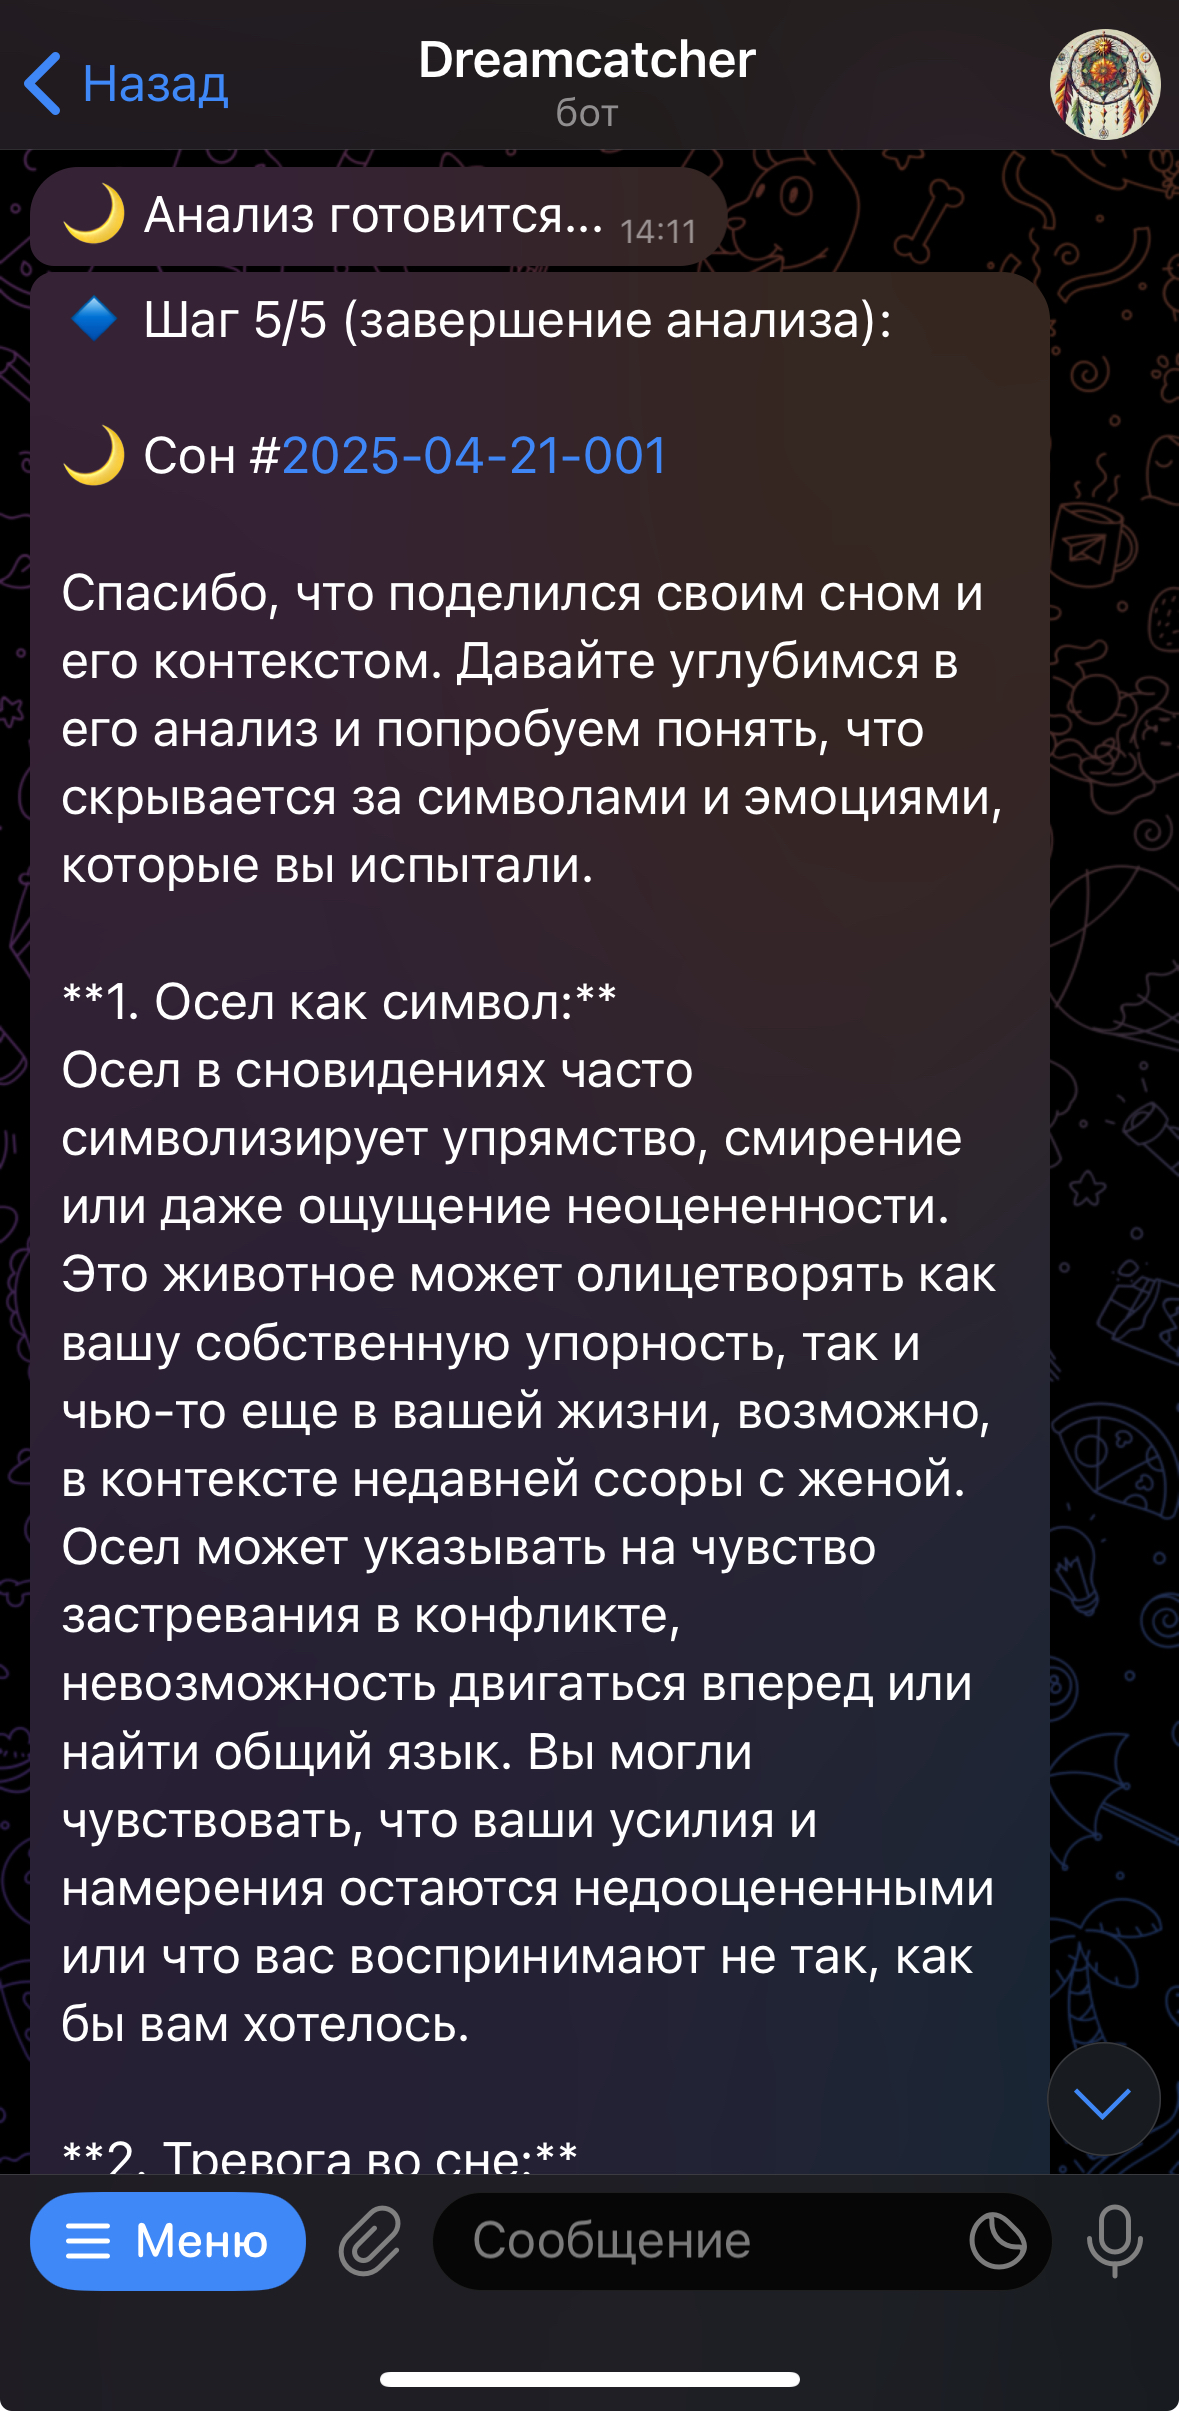 Назад
Dreamcatcher
бот
🌙 Анализ готовится... 14:11
🔹 Шаг 5/5 (завершение анализа):
🌙 Сон #2025-04-21-001
Спасибо, что поделился своим сном и
его контекстом. Давайте углубимся в
его анализ и попробуем понять, что
скрывается за символами и эмоциями,
которые вы испытали.
**1. Осел как символ:**
Осел в сновидениях часто
символизирует упрямство, смирение
или даже ощущение неоцененности.
Это животное может олицетворять как
вашу собственную упорность, так и
чью-то еще в вашей жизни, возможно,
в контексте недавней ссоры с женой.
Осел может указывать на чувство
застревания в конфликте,
невозможность двигаться вперед или
найти общий язык. Вы могли
чувствовать, что ваши усилия и
намерения остаются недооцененными
или что вас воспринимают не так, как
бы вам хотелось.
**2. Тревога во сне:**
Меню
Сообщение